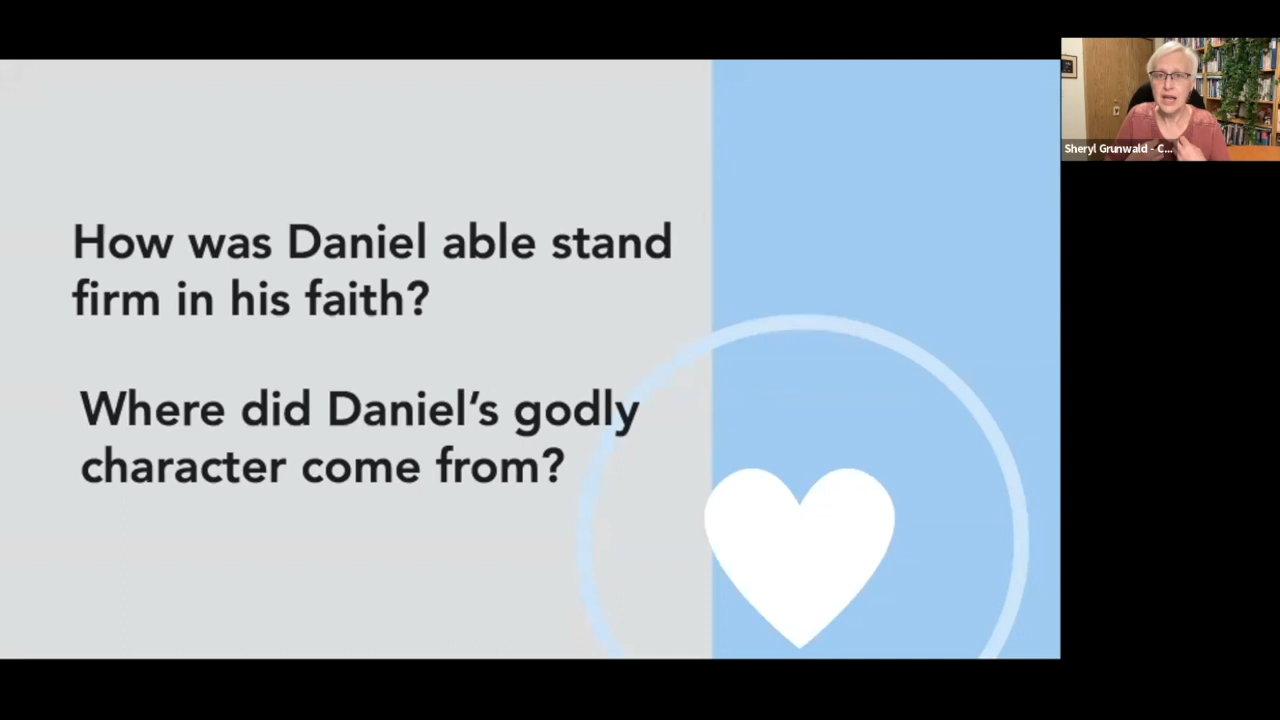 How was Daniel able stand
firm in his faith?
Where did Daniel's godly
character come from?
Sheryl Grunwald - C...